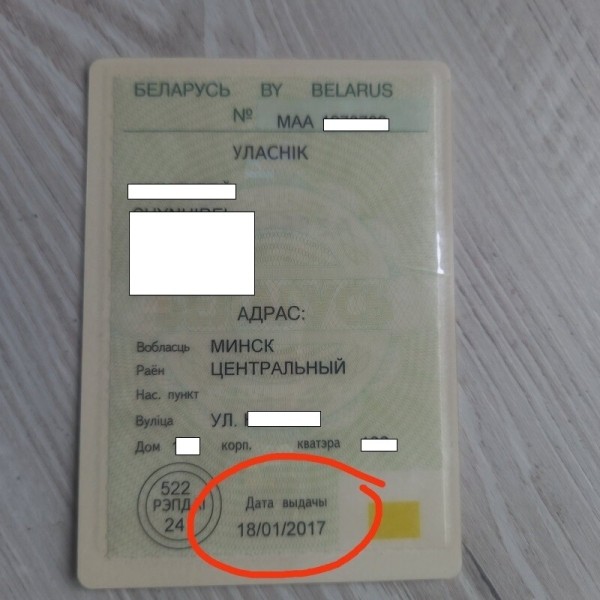 БЕЛАРУСЬ BY BELARUS
№ МАА
УЛАСНІК
АДРАС:
Вобласць МИНСК
Раён ЦЕНТРАЛЬНЫЙ
Нас. пункт
Вуліца УЛ.
Дом корп. кватэра
522
РЭПДАІ
24
Дата выдачы
18/01/2017